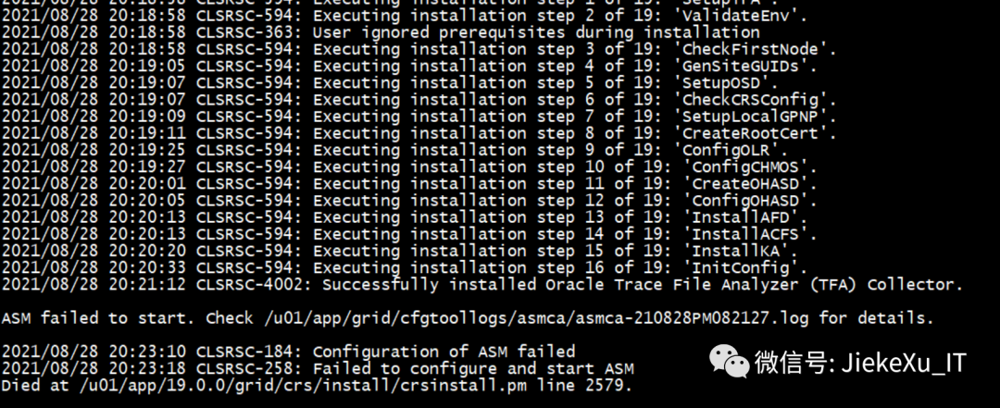 2021/08/28 20:18:58 CLSRSC-594: Executing installation step 1 of 19: 'SetupTFA'.
2021/08/28 20:18:58 CLSRSC-594: Executing installation step 2 of 19: 'ValidateEnv'.
2021/08/28 20:18:58 CLSRSC-363: User ignored prerequisites during installation
2021/08/28 20:18:58 CLSRSC-594: Executing installation step 3 of 19: 'CheckFirstNode'.
2021/08/28 20:19:05 CLSRSC-594: Executing installation step 4 of 19: 'GenSiteGUIDs'.
2021/08/28 20:19:07 CLSRSC-594: Executing installation step 5 of 19: 'SetupOSD'.
2021/08/28 20:19:07 CLSRSC-594: Executing installation step 6 of 19: 'CheckCRSConfig'.
2021/08/28 20:19:09 CLSRSC-594: Executing installation step 7 of 19: 'SetupLocalGPNP'.
2021/08/28 20:19:11 CLSRSC-594: Executing installation step 8 of 19: 'CreateRootCert'.
2021/08/28 20:19:25 CLSRSC-594: Executing installation step 9 of 19: 'ConfigOLR'.
2021/08/28 20:19:27 CLSRSC-594: Executing installation step 10 of 19: 'ConfigCHMOS'.
2021/08/28 20:20:01 CLSRSC-594: Executing installation step 11 of 19: 'CreateOHASD'.
2021/08/28 20:20:05 CLSRSC-594: Executing installation step 12 of 19: 'ConfigOHASD'.
2021/08/28 20:20:13 CLSRSC-594: Executing installation step 13 of 19: 'InstallAFD'.
2021/08/28 20:20:13 CLSRSC-594: Executing installation step 14 of 19: 'InstallACFS'.
2021/08/28 20:20:20 CLSRSC-594: Executing installation step 15 of 19: 'InstallKA'.
2021/08/28 20:20:33 CLSRSC-594: Executing installation step 16 of 19: 'InitConfig'.
2021/08/28 20:21:12 CLSRSC-4002: Successfully installed Oracle Trace File Analyzer (TFA) Collector.
ASM failed to start. Check /u01/app/grid/cfgtoollogs/asmca/asmca-210828PM082127.log for details.
2021/08/28 20:23:10 CLSRSC-184: Configuration of ASM failed
2021/08/28 20:23:18 CLSRSC-258: Failed to configure and start ASM
Died at /u01/app/19.0.0/grid/crs/install/crsinstall.pm line 2579.
微信号: JiekeXu_IT